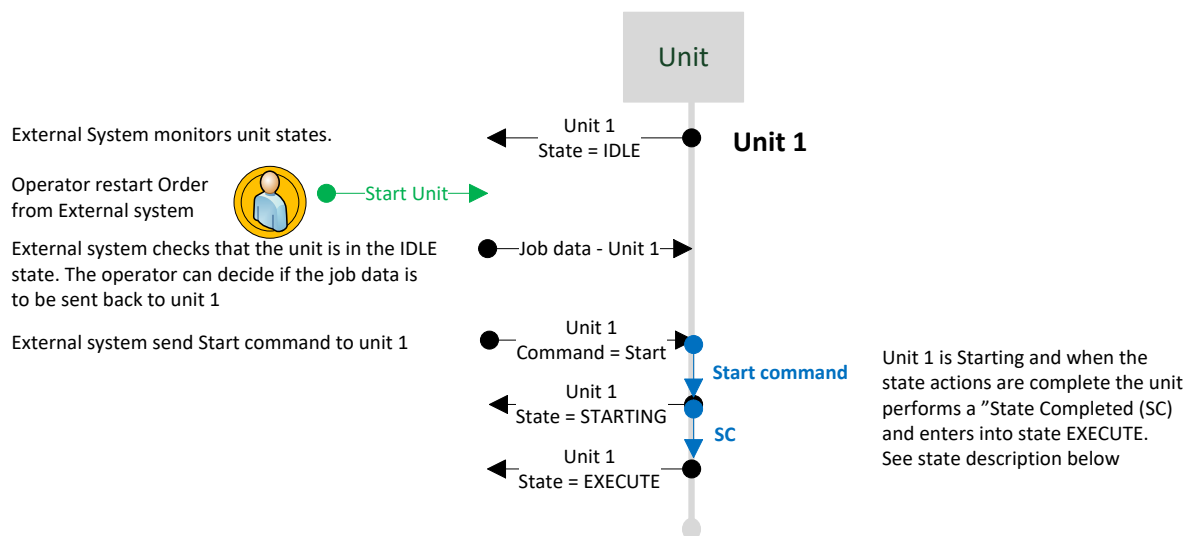 Unit
External System monitors unit states.
Unit 1
State = IDLE
Unit 1
Operator restart Order
from External system
Start Unit
External system checks that the unit is in the IDLE
state. The operator can decide if the job data is
to be sent back to unit 1
Job data - Unit 1
External system send Start command to unit 1
Unit 1
Command = Start
Start command
Unit 1
State = STARTING
SC
Unit 1
State = EXECUTE
Unit 1 is Starting and when the
state actions are complete the unit
performs a ”State Completed (SC)
and enters into state EXECUTE.
See state description below